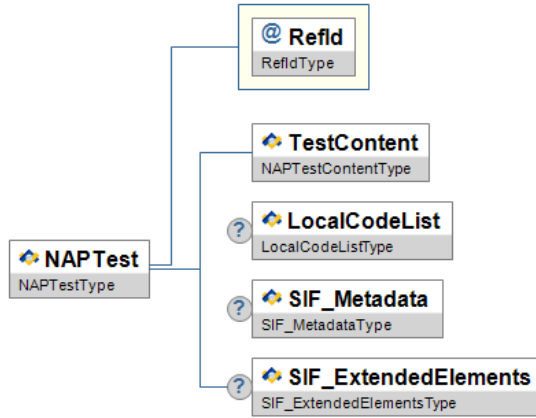 @ RefId
RefIdType
TestContent
NAPTestContentType
? LocalCodeList
LocalCodeListType
NAPTest
NAPTestType
? SIF_Metadata
SIF_MetadataType
? SIF_ExtendedElements
SIF_ExtendedElementsType